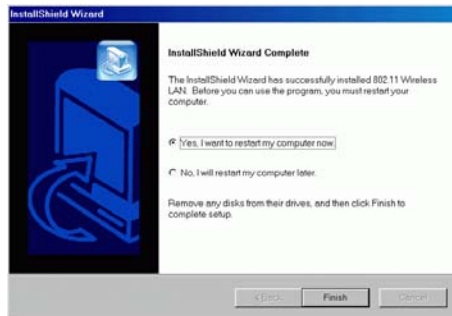 InstallShield Wizard
InstallShield Wizard Complete
The InstallShield Wizard has successfully installed 802.11 Wireless
LAN. Before you can use the program, you must restart your
computer.
Yes, I want to restart my computer now.
No, I will restart my computer later.
Remove any disks from their drives, and then click Finish to
complete setup.
< Back
Finish
Cancel